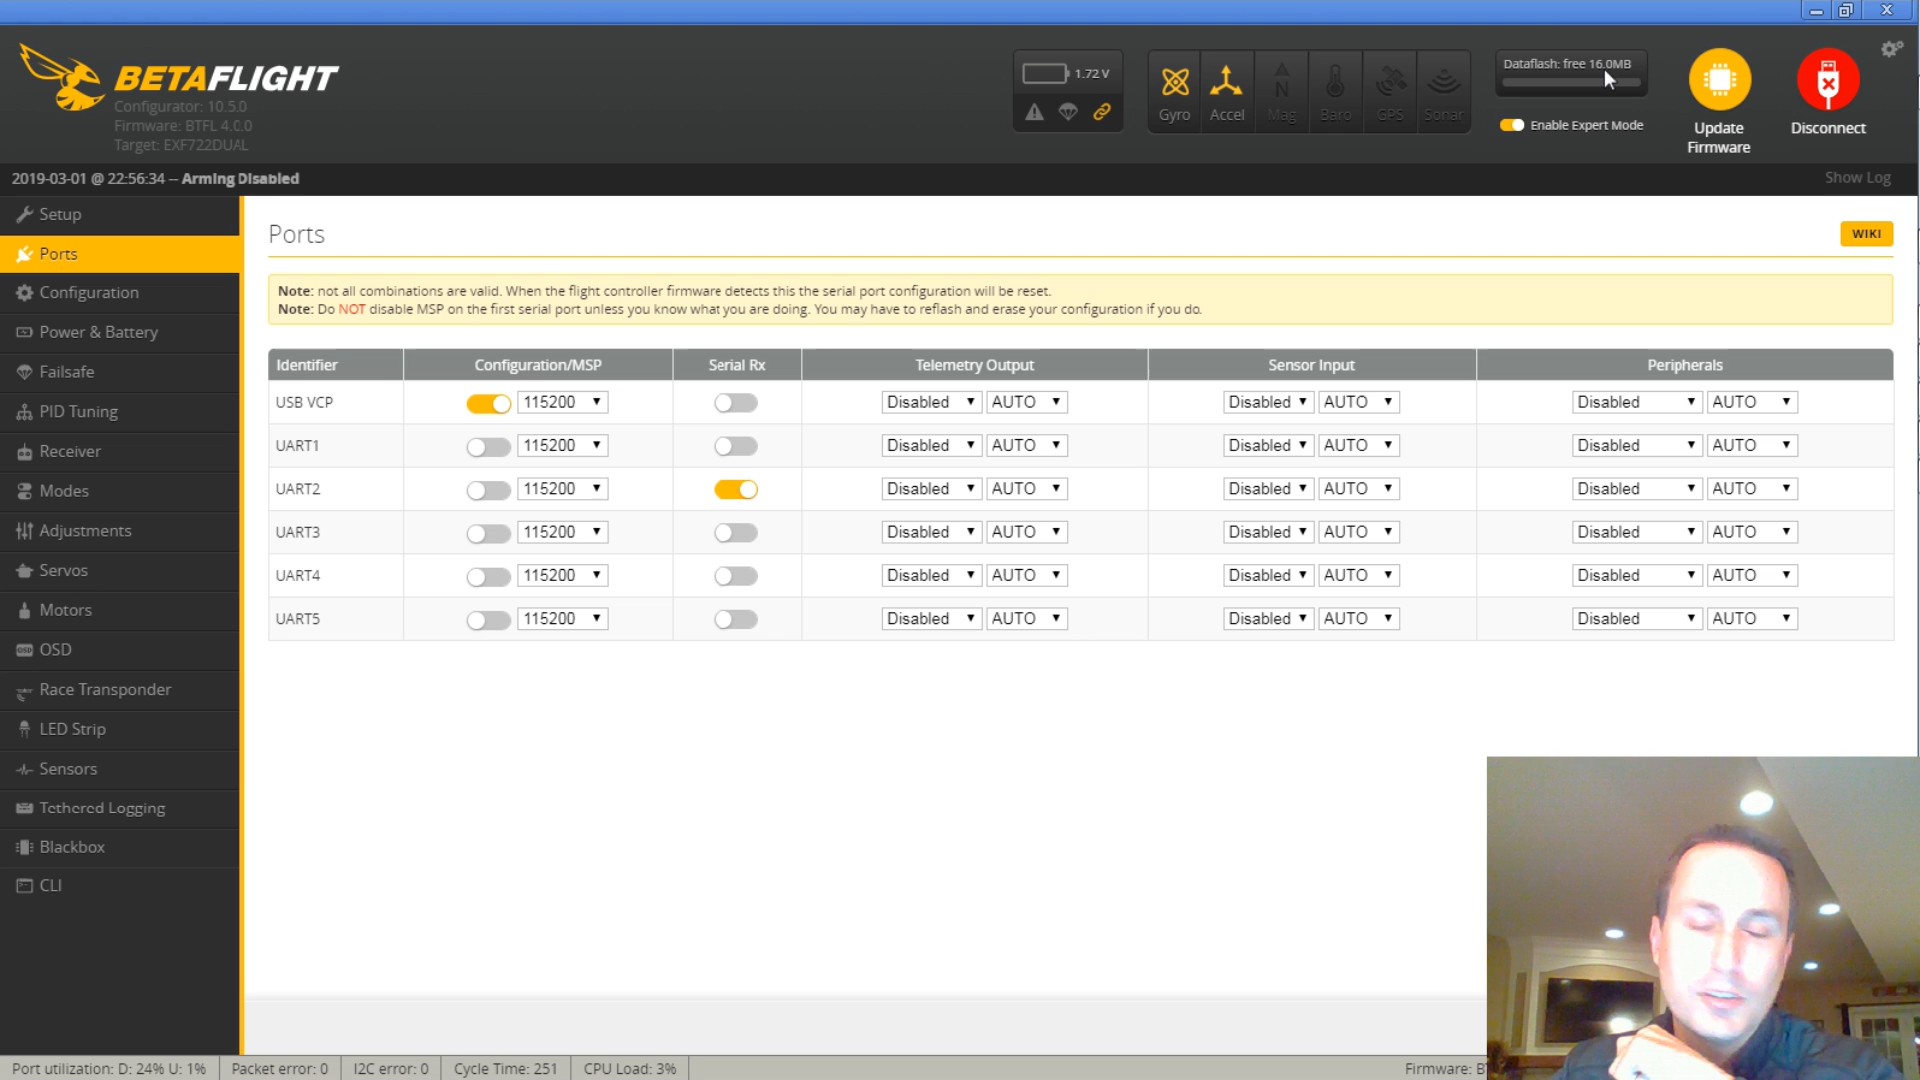 BETAFLIGHT
Configurator: 10.5.0
Firmware: BTFL 4.0.0
Target: EXF722DUAL
1.72 V
Gyro Accel Mag Baro GPS Sonar
Dataflash: free 16.0MB
Enable Expert Mode
Update
Firmware
Disconnect
2019-03-01 @ 22:56:34 -- Arming Disabled
Show Log
Setup
Ports
Configuration
Power & Battery
Failsafe
PID Tuning
Receiver
Modes
Adjustments
Servos
Motors
OSD
Race Transponder
LED Strip
Sensors
Tethered Logging
Blackbox
CLI
Ports
WIKI
Note: not all combinations are valid. When the flight controller firmware detects this the serial port configuration will be reset.
Note: Do NOT disable MSP on the first serial port unless you know what you are doing. You may have to reflash and erase your configuration if you do.
Identifier Configuration/MSP Serial Rx Telemetry Output Sensor Input Peripherals
USB VCP 115200 Disabled AUTO Disabled AUTO Disabled AUTO
UART1 115200 Disabled AUTO Disabled AUTO Disabled AUTO
UART2 115200 Disabled AUTO Disabled AUTO Disabled AUTO
UART3 115200 Disabled AUTO Disabled AUTO Disabled AUTO
UART4 115200 Disabled AUTO Disabled AUTO Disabled AUTO
UART5 115200 Disabled AUTO Disabled AUTO Disabled AUTO
Port utilization: D: 24% U: 1% Packet error: 0 I2C error: 0 Cycle Time: 251 CPU Load: 3% Firmware: